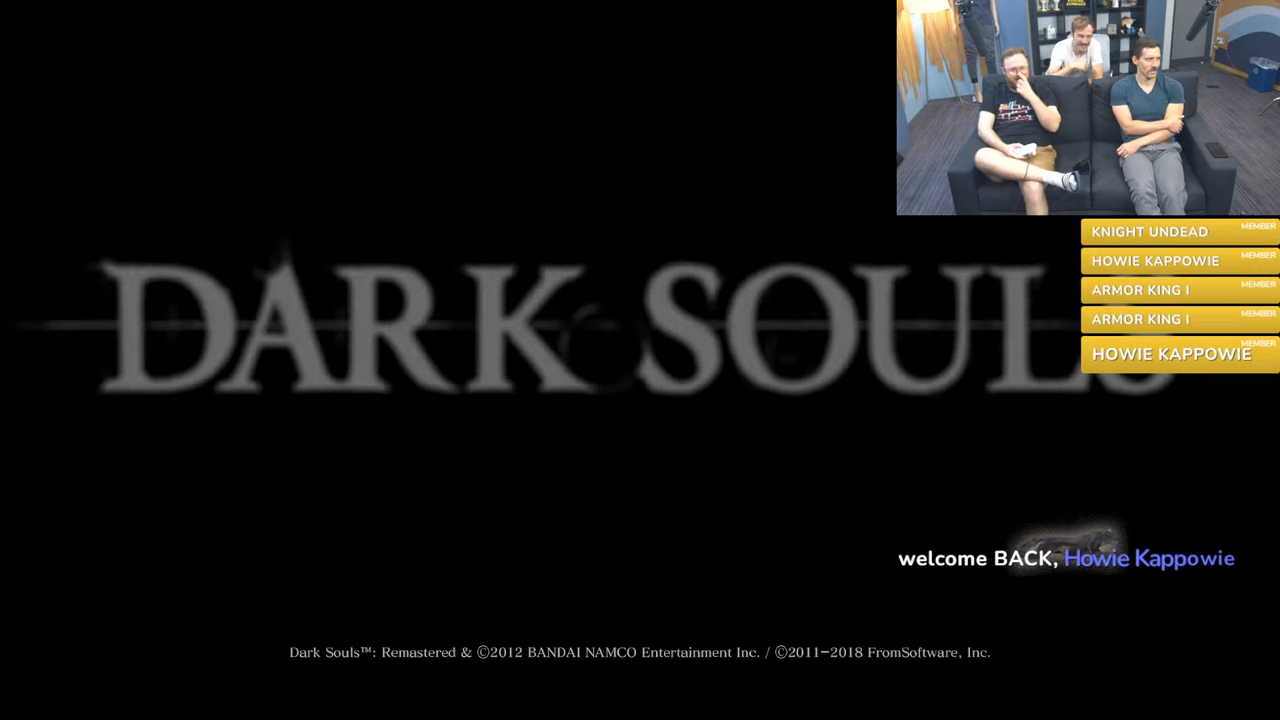 DARK SOULS
KNIGHT UNDEAD MEMBER
HOWIE KAPPOWIE MEMBER
ARMOR KING I MEMBER
ARMOR KING I MEMBER
HOWIE KAPPOWIE MEMBER
welcome BACK, Howie Kappowie
Dark Souls™: Remastered & ©2012 BANDAI NAMCO Entertainment Inc. / ©2011-2018 FromSoftware, Inc.